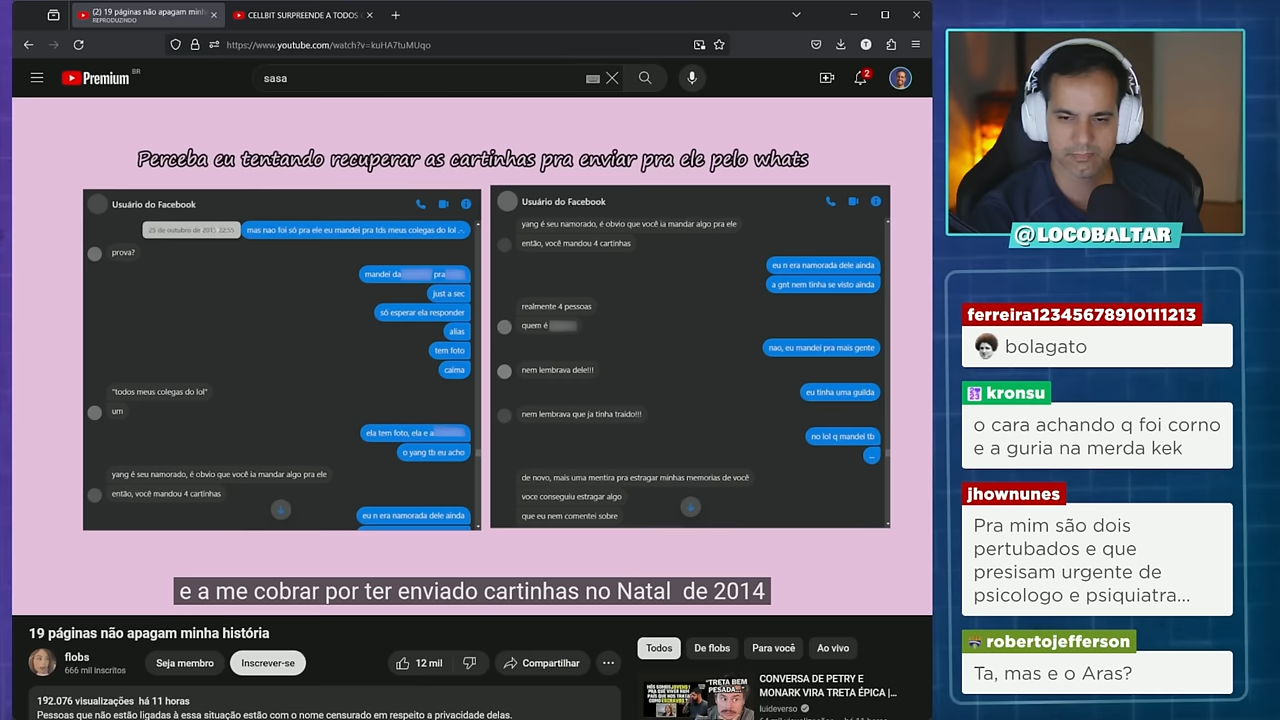 (2) 19 páginas não apagam minh
REPRODUZINDO
CELLBIT SURPREENDE A TODOS
https://www.youtube.com/watch?v=kuHA7tuMUqo
Premium BR
sasa
2
Perceba eu tentando recuperar as cartinhas pra enviar pra ele pelo whats
Usuário do Facebook
25 de outubro de 2015 22:55
mas nao foi só pra ele eu mandei pra tds meus colegas do lol .-.
prova?
mandei da pra
just a sec
só esperar ela responder
alias
tem foto
caima
"todos meus colegas do lol"
um
ela tem foto, ela e a
o yang tb eu acho
yang é seu namorado, é obvio que você ia mandar algo pra ele
então, você mandou 4 cartinhas
eu n era namorada dele ainda
Usuário do Facebook
yang é seu namorado, é obvio que você ia mandar algo pra ele
então, você mandou 4 cartinhas
eu n era namorada dele ainda
a gnt nem tinha se visto ainda
realmente 4 pessoas
quem é
nao, eu mandei pra mais gente
nem lembrava dele!!!
eu tinha uma guilda
nem lembrava que ja tinha traido!!!
no lol q mandei tb
...
de novo, mais uma mentira pra estragar minhas memorias de você
voce conseguiu estragar algo
que eu nem comentei sobre
e a me cobrar por ter enviado cartinhas no Natal de 2014
19 páginas não apagam minha história
flobs
666 mil inscritos
Seja membro
Inscrever-se
12 mil
Compartilhar
192.076 visualizações há 11 horas
Pessoas que não estão ligadas à essa situação estão com o nome censurado em respeito a privacidade delas.
Todos
De flobs
Para você
Ao vivo
"TRETA BEM PESADA..."
CONVERSA DE PETRY E
MONARK VIRA TRETA ÉPICA |...
luideverso
@LOCOBALTAR
ferreira12345678910111213
bolagato
kronsu
o cara achando q foi corno
e a guria na merda kek
jhownunes
Pra mim são dois
pertubados e que
presisam urgente de
psicologo e psiquiatra...
robertojefferson
Ta, mas e o Aras?